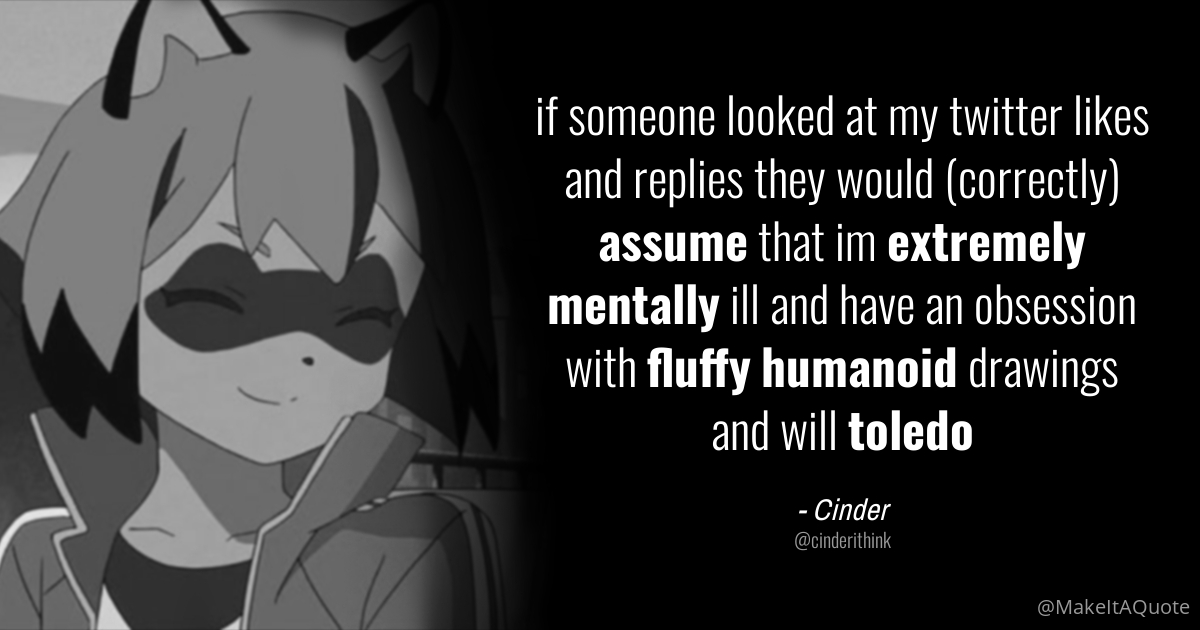 if someone looked at my twitter likes
and replies they would (correctly)
assume that im extremely
mentally ill and have an obsession
with fluffy humanoid drawings
and will toledo
- Cinder
@cinderithink
@MakeItAQuote